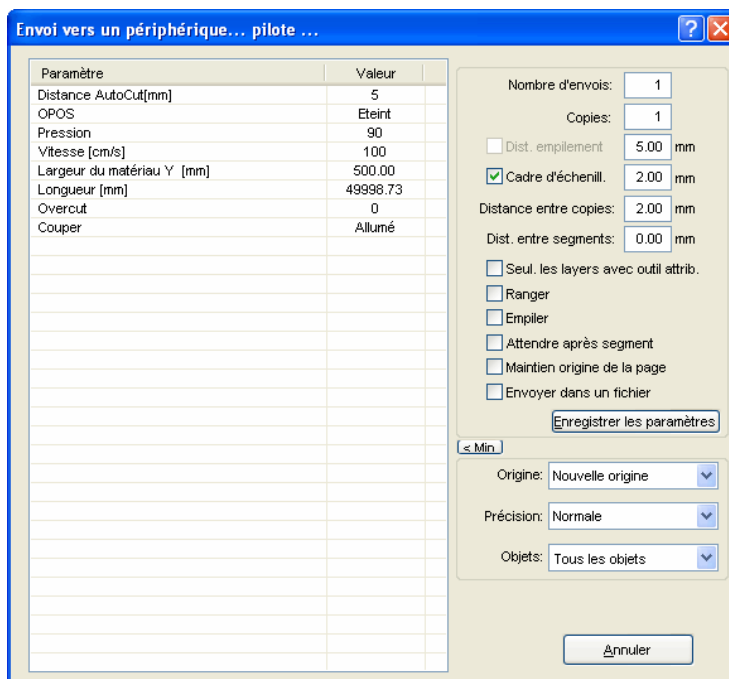 Envoi vers un périphérique... pilote ...
?
Paramètre Valeur
Distance AutoCut[mm] 5
OPOS Eteint
Pression 90
Vitesse [cm/s] 100
Largeur du matériau Y [mm] 500.00
Longueur [mm] 49998.73
Overcut 0
Couper Allumé
Nombre d'envois: 1
Copies: 1
Dist. empilement 5.00 mm
Cadre d'échenill. 2.00 mm
Distance entre copies: 2.00 mm
Dist. entre segments: 0.00 mm
Seul. les layers avec outil attrib.
Ranger
Empiler
Attendre après segment
Maintien origine de la page
Envoyer dans un fichier
Enregistrer les paramètres
< Min
Origine: Nouvelle origine
Précision: Normale
Objets: Tous les objets
Annuler